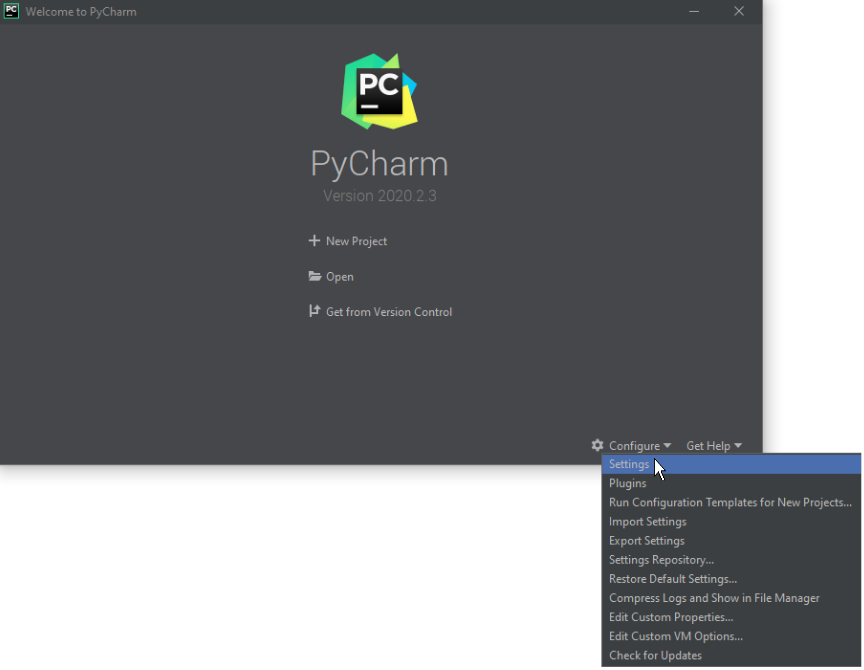 PC Welcome to PyCharm
PC
PyCharm
Version 2020.2.3
New Project
Open
Get from Version Control
Configure Get Help
Settings
Plugins
Run Configuration Templates for New Projects...
Import Settings
Export Settings
Settings Repository...
Restore Default Settings...
Compress Logs and Show in File Manager
Edit Custom Properties...
Edit Custom VM Options...
Check for Updates